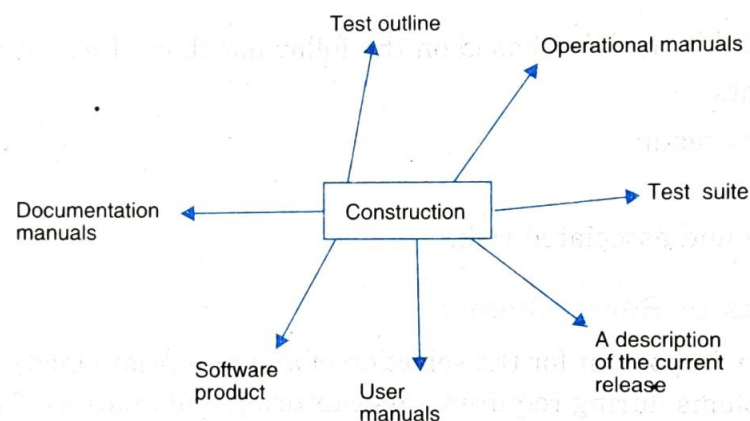 Test outline
Operational manuals
Test suite
Construction
Documentation
manuals
A description
of the current
release
Software
product
User
manuals